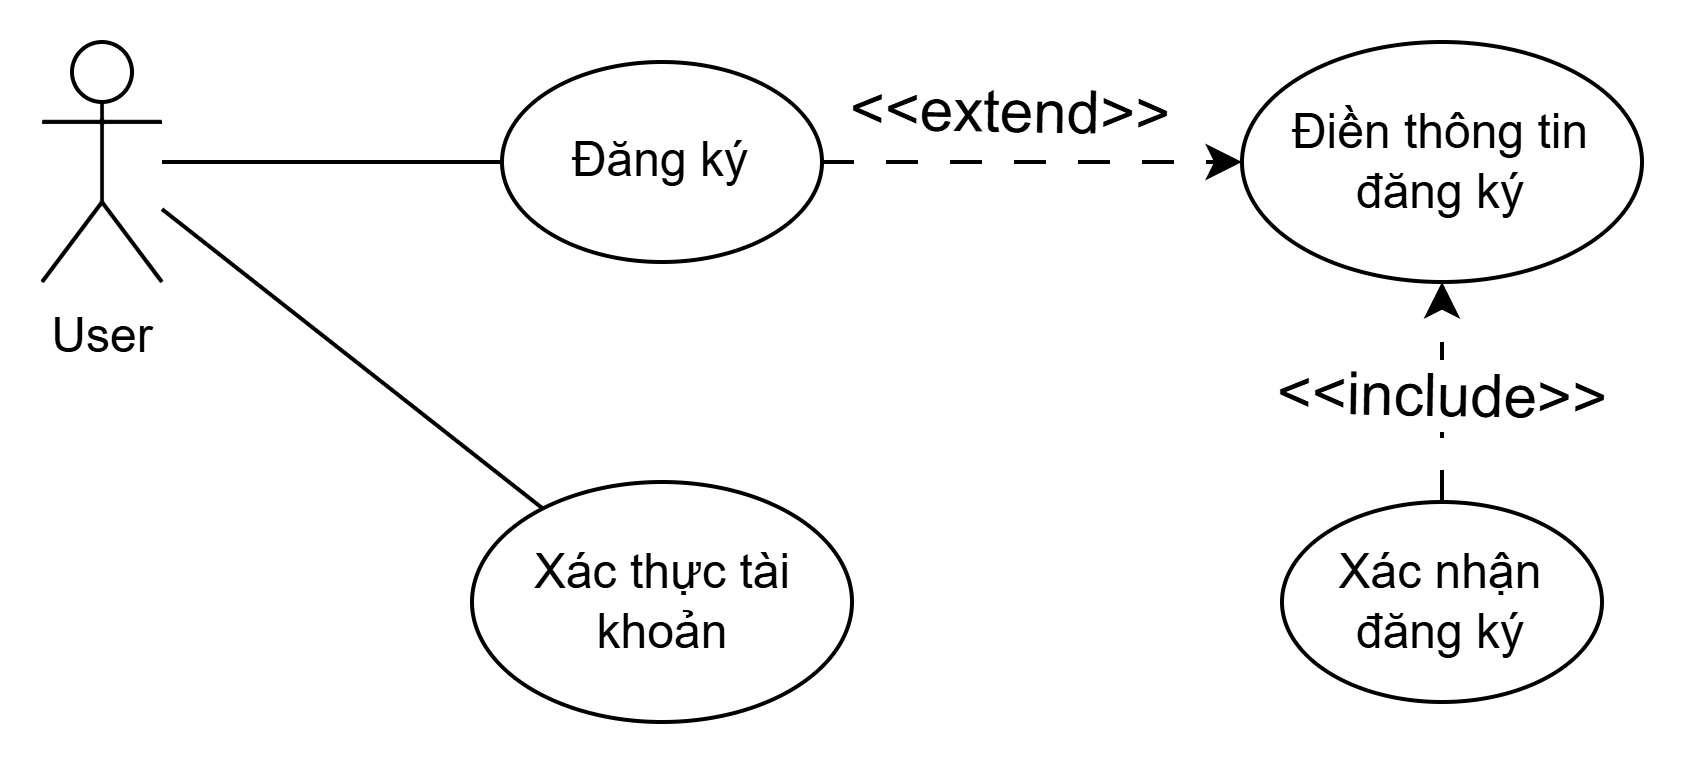 <<extend>>
Điền thông tin
đăng ký
Đăng ký
User
<<include>>
Xác thực tài
khoản
Xác nhận
đăng ký